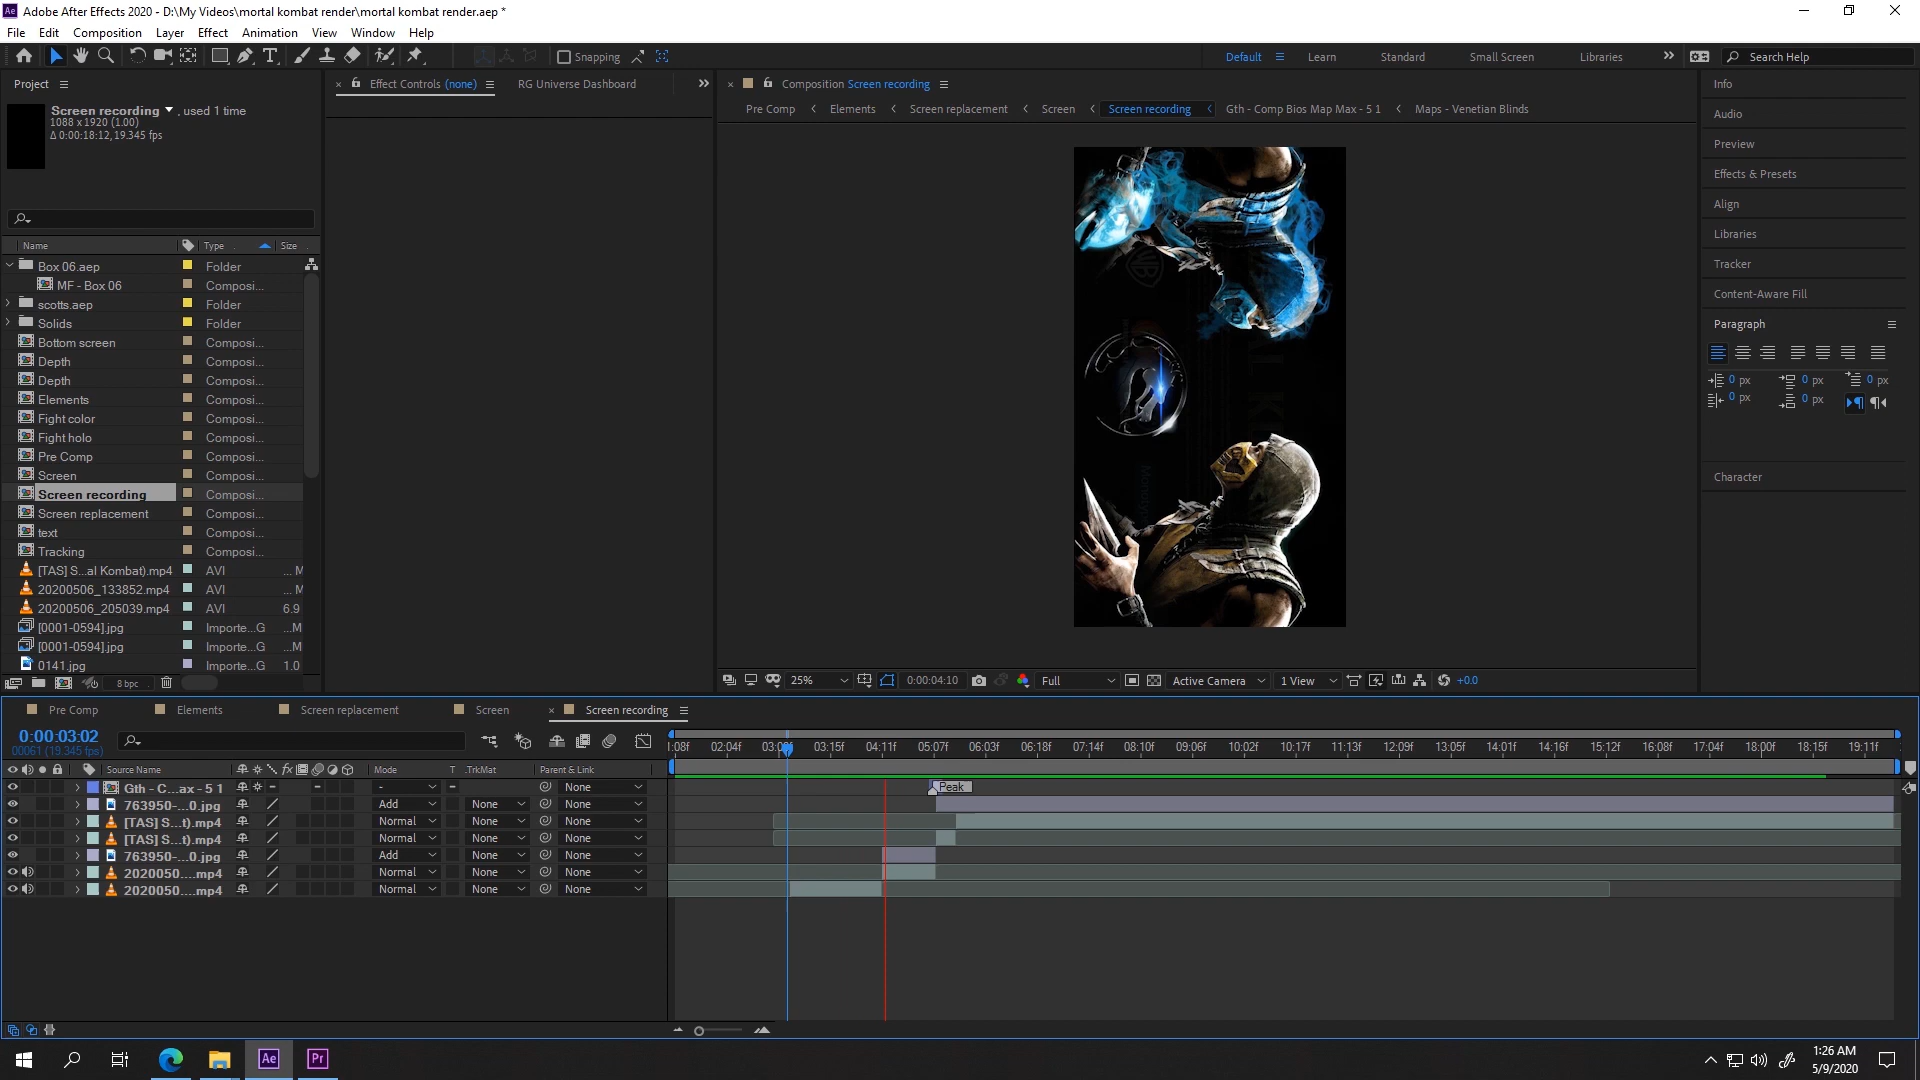 Adobe After Effects 2020 - D:\My Videos\mortal kombat render\mortal kombat render.aep *
File Edit Composition Layer Effect Animation View Window Help
Snapping
Default Learn Standard Small Screen Libraries Search Help
Project
Effect Controls (none) RG Universe Dashboard
Composition Screen recording
Pre Comp Elements Screen replacement Screen Screen recording Gth - Comp Bios Map Max - 5 1 Maps - Venetian Blinds
Screen recording , used 1 time
1088 x 1920 (1.00)
Δ 0:00:18:12, 19.345 fps
Name Type Size
Box 06.aep Folder
MF - Box 06 Composi...
scotts.aep Folder
Solids Folder
Bottom screen Composi...
Depth Composi...
Depth Composi...
Elements Composi...
Fight color Composi...
Fight holo Composi...
Pre Comp Composi...
Screen Composi...
Screen recording Composi...
Screen replacement Composi...
text Composi...
Tracking Composi...
[TAS] S...al Kombat).mp4 AVI ... M
20200506_133852.mp4 AVI ... M
20200506_205039.mp4 AVI 6.9
[0001-0594].jpg Importe...G ...M
[0001-0594].jpg Importe...G ...M
0141.jpg Importe...G 1.0
8 bpc
Info
Audio
Preview
Effects & Presets
Align
Libraries
Tracker
Content-Aware Fill
Paragraph
0 px 0 px 0 px
0 px 0 px
Character
25% 0:00:04:10 Full Active Camera 1 View +0.0
Pre Comp Elements Screen replacement Screen Screen recording
0:00:03:02
00061 (19.345 fps)
1:08f 02:04f 03:00f 03:15f 04:11f 05:07f 06:03f 06:18f 07:14f 08:10f 09:06f 10:02f 10:17f 11:13f 12:09f 13:05f 14:01f 14:16f 15:12f 16:08f 17:04f 18:00f 18:15f 19:11f
Source Name fx Mode T .TrkMat Parent & Link
Gth - C...ax - 5 1 - None
Peak
763950-...0.jpg Add None None
[TAS] S...t).mp4 Normal None None
[TAS] S...t).mp4 Normal None None
763950-...0.jpg Add None None
2020050....mp4 Normal None None
2020050....mp4 Normal None None
Ae Pr
1:26 AM
5/9/2020